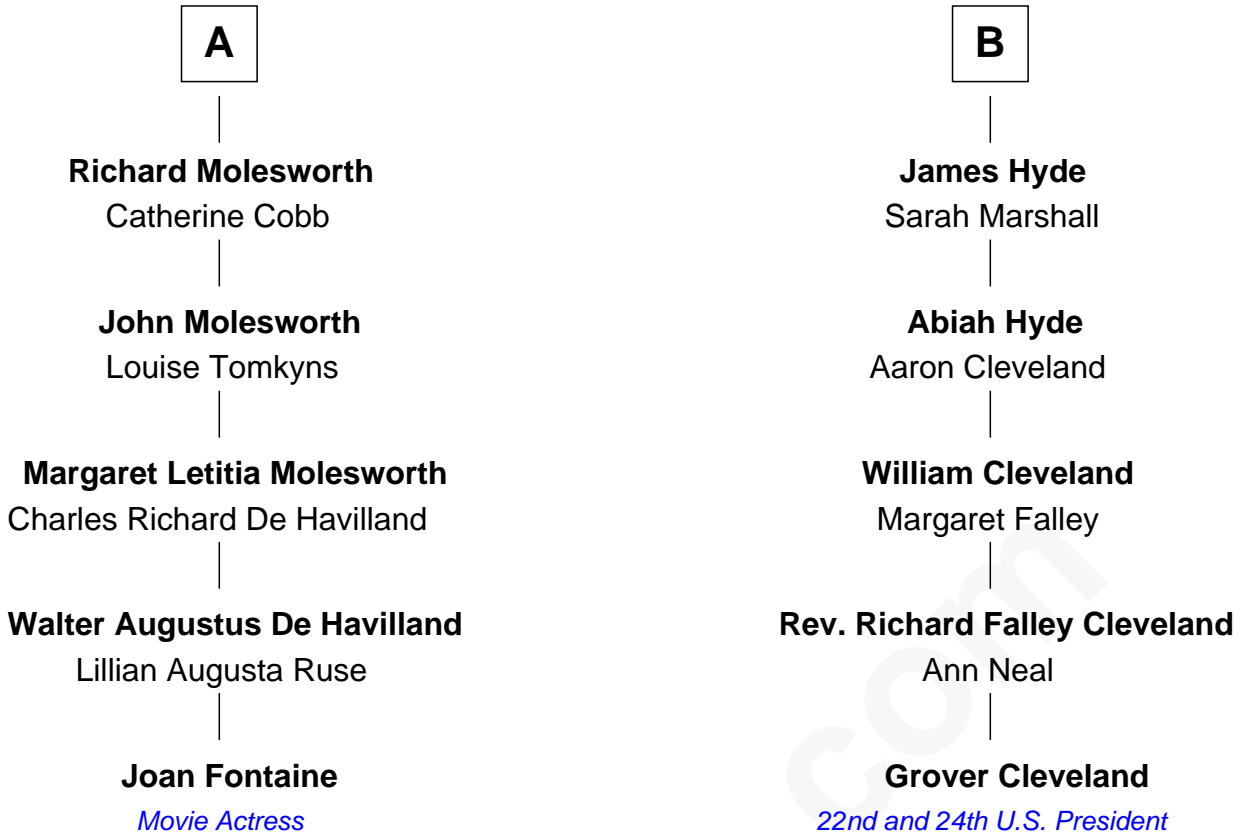 A
Richard Molesworth
Catherine Cobb
John Molesworth
Louise Tomkyns
Margaret Letitia Molesworth
Charles Richard De Havilland
Walter Augustus De Havilland
Lillian Augusta Ruse
Joan Fontaine
Movie Actress
B
James Hyde
Sarah Marshall
Abiah Hyde
Aaron Cleveland
William Cleveland
Margaret Falley
Rev. Richard Falley Cleveland
Ann Neal
Grover Cleveland
22nd and 24th U.S. President
com